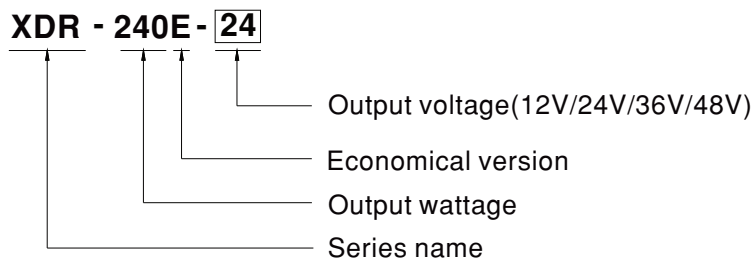 XDR - 240E - 24
Output voltage(12V/24V/36V/48V)
Economical version
Output wattage
Series name